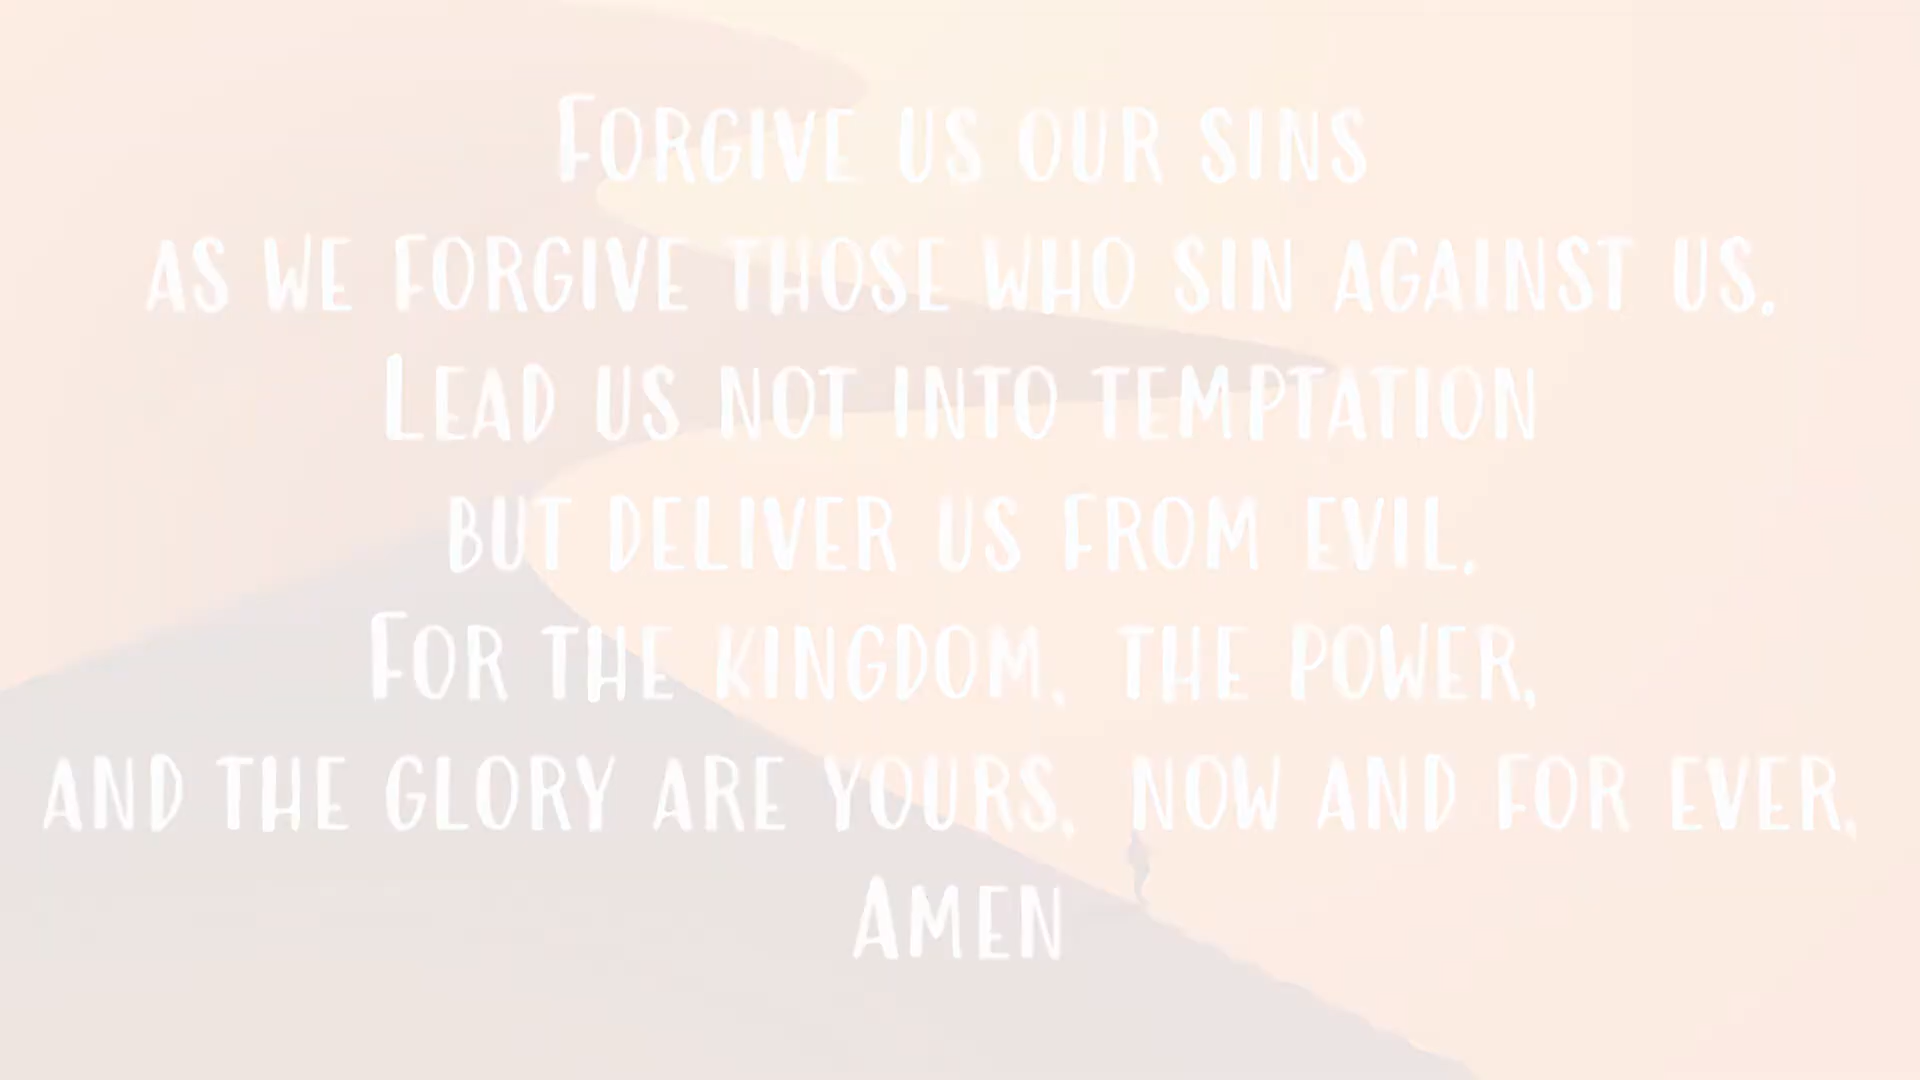 Forgive us our sins
as we forgive those who sin against us.
Lead us not into temptation
but deliver us from evil.
For the kingdom, the power,
and the glory are yours, now and for ever,
Amen